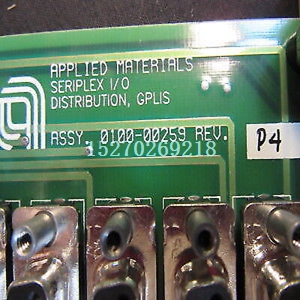 APPLIED MATERIALS
SERIPLEX I/O
DISTRIBUTION, GPLIS
ASSY. 0100-00259 REV.
P4
15270269218